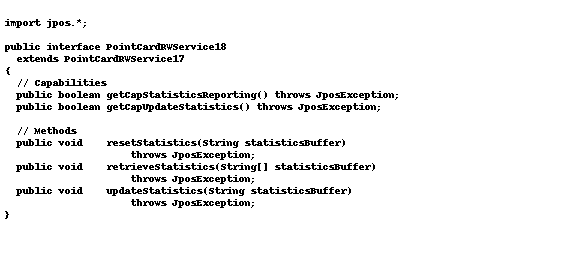 import jpos.*;
public interface PointCardRWService18
  extends PointCardRWService17
{
  // Capabilities
  public boolean getCapStatisticsReporting() throws JposException;
  public boolean getCapUpdateStatistics() throws JposException;
  // Methods
  public void    resetStatistics(String statisticsBuffer)
                     throws JposException;
  public void    retrieveStatistics(String[] statisticsBuffer)
                     throws JposException;
  public void    updateStatistics(String statisticsBuffer)
                     throws JposException;
}